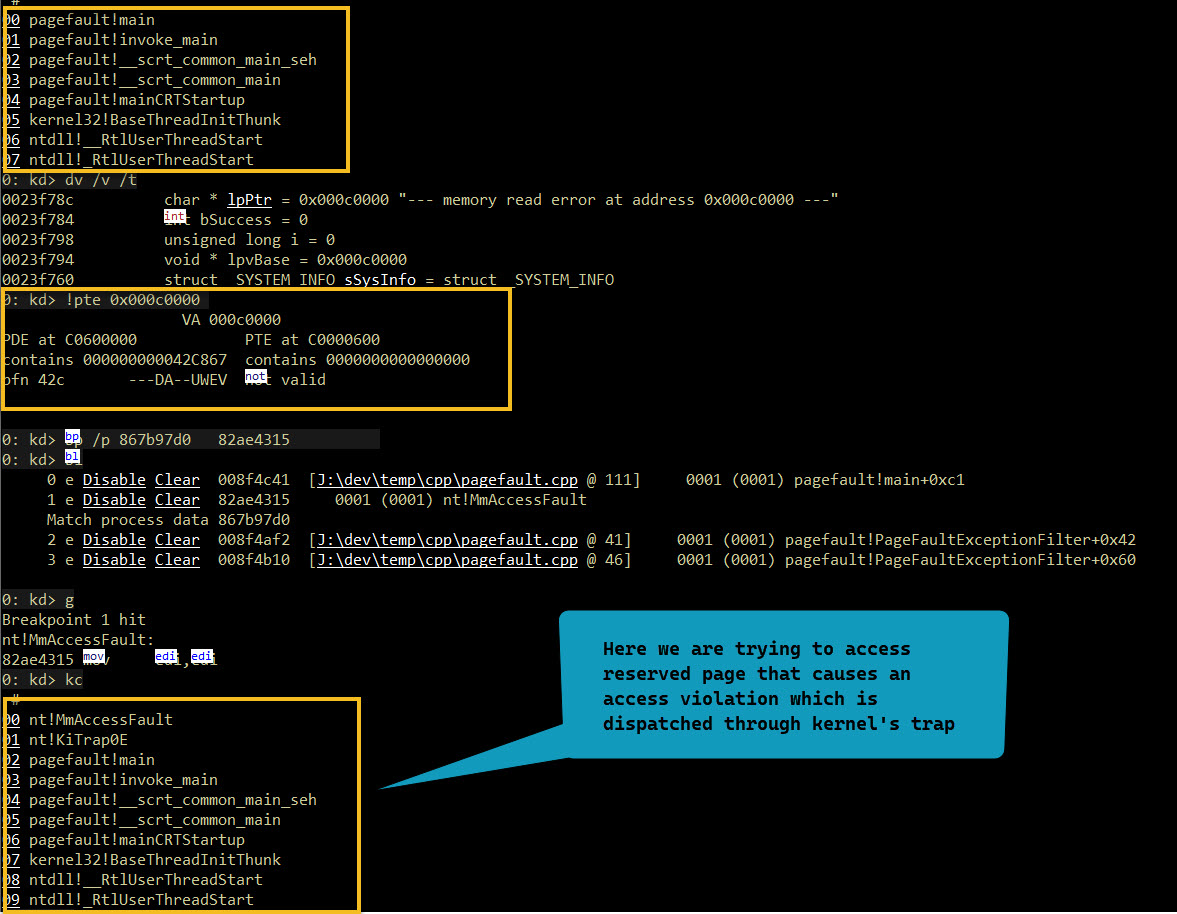 #
00 pagefault!main
01 pagefault!invoke_main
02 pagefault!__scrt_common_main_seh
03 pagefault!__scrt_common_main
04 pagefault!mainCRTStartup
05 kernel32!BaseThreadInitThunk
06 ntdll!__RtlUserThreadStart
07 ntdll!_RtlUserThreadStart
0: kd> dv /v /t
0023f78c char * lpPtr = 0x000c0000 "--- memory read error at address 0x000c0000 ---"
0023f784 int bSuccess = 0
0023f798 unsigned long i = 0
0023f794 void * lpvBase = 0x000c0000
0023f760 struct _SYSTEM_INFO sSysInfo = struct _SYSTEM_INFO
0: kd> !pte 0x000c0000
VA 000c0000
PDE at C0600000 PTE at C0000600
contains 000000000042C867 contains 0000000000000000
pfn 42c ---DA--UWEV not valid
0: kd> bp /p 867b97d0 82ae4315
0: kd> bl
0 e Disable Clear 008f4c41 [J:\dev\temp\cpp\pagefault.cpp @ 111] 0001 (0001) pagefault!main+0xc1
1 e Disable Clear 82ae4315 0001 (0001) nt!MmAccessFault
Match process data 867b97d0
2 e Disable Clear 008f4af2 [J:\dev\temp\cpp\pagefault.cpp @ 41] 0001 (0001) pagefault!PageFaultExceptionFilter+0x42
3 e Disable Clear 008f4b10 [J:\dev\temp\cpp\pagefault.cpp @ 46] 0001 (0001) pagefault!PageFaultExceptionFilter+0x60
0: kd> g
Breakpoint 1 hit
nt!MmAccessFault:
82ae4315 mov edi,edi
0: kd> kc
#
00 nt!MmAccessFault
01 nt!KiTrap0E
02 pagefault!main
03 pagefault!invoke_main
04 pagefault!__scrt_common_main_seh
05 pagefault!__scrt_common_main
06 pagefault!mainCRTStartup
07 kernel32!BaseThreadInitThunk
08 ntdll!__RtlUserThreadStart
09 ntdll!_RtlUserThreadStart
Here we are trying to access
reserved page that causes an
access violation which is
dispatched through kernel's trap